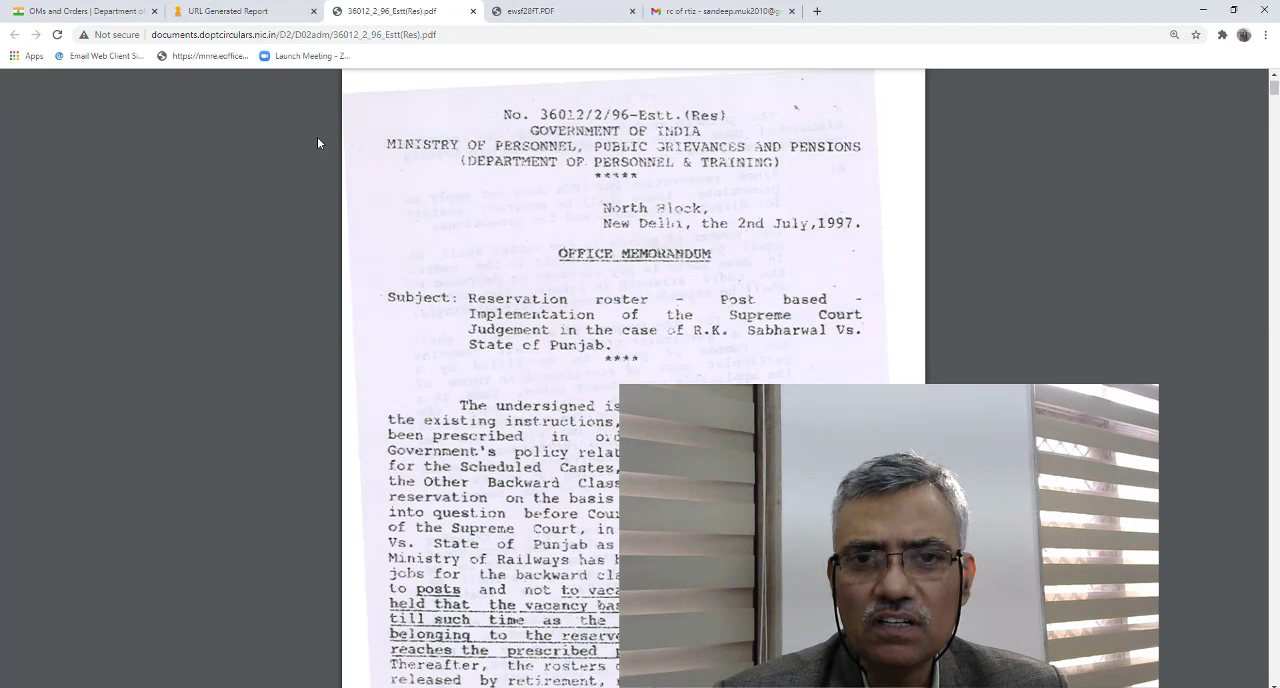 OMs and Orders | Department of
URL Generated Report
36012_2_96_Estt(Res).pdf
ewsf28fT.PDF
rc of rtiz - sandeep.muk2010@g
Not secure | documents.doptcirculars.nic.in/D2/D02adm/36012_2_96_Estt(Res).pdf
Apps
Email Web Client Si...
https://mnre.eoffice...
Launch Meeting - Z...
No. 36012/2/96-Estt.(Res)
GOVERNMENT OF INDIA
MINISTRY OF PERSONNEL, PUBLIC GRIEVANCES AND PENSIONS
(DEPARTMENT OF PERSONNEL & TRAINING)
*****
North Block,
New Delhi, the 2nd July,1997.
OFFICE MEMORANDUM
Subject: Reservation roster - Post based -
Implementation of the Supreme Court
Judgement in the case of R.K. Sabharwal Vs.
State of Punjab.
****
The undersigned is
the existing instructions,
been prescribed in
Government's policy
for the Scheduled Castes,
the Other Backward
reservation on the basis
into question before
of the Supreme Court, in
Vs. State of Punjab as
Ministry of Railways has
jobs for the backward
to posts and not to
held that the vacancy
till such time as the
belonging to the
reaches the prescribed
Thereafter, the rosters
released by retirement,